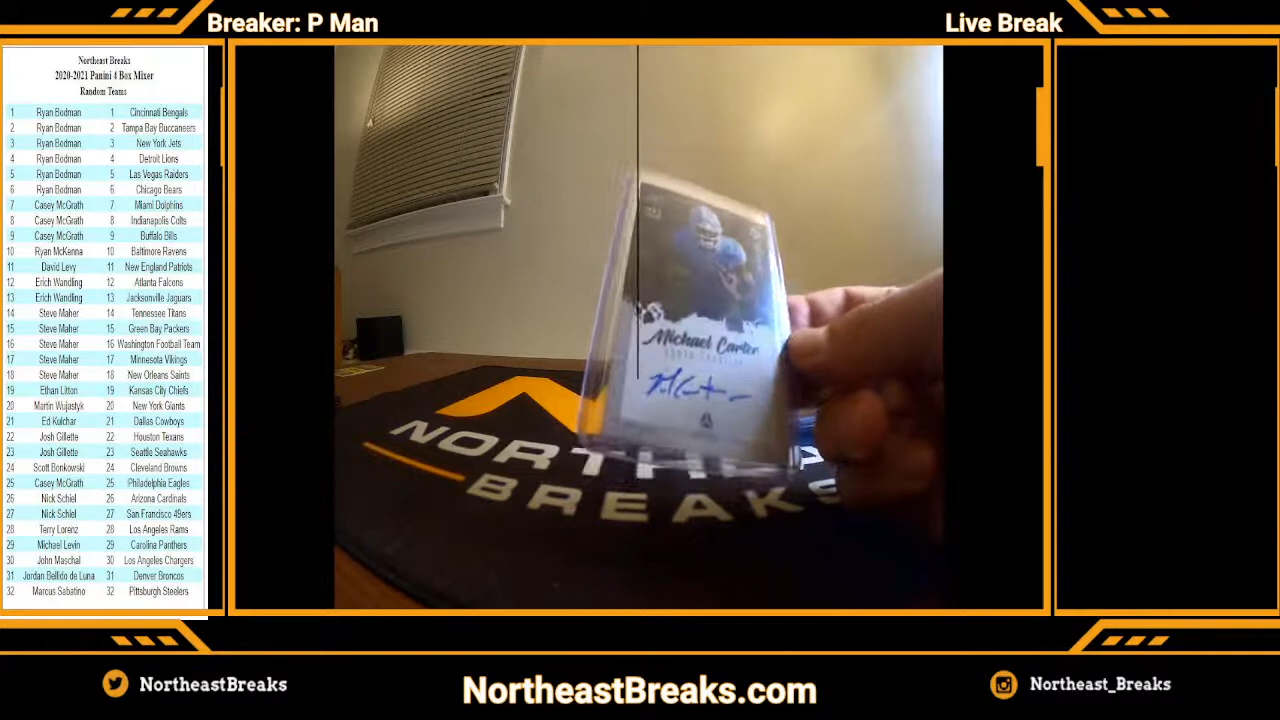 Breaker: P Man
Live Break
Northeast Breaks
2020-2021 Panini 4 Box Mixer
Random Teams
1 Ryan Bodman 1 Cincinnati Bengals
2 Ryan Bodman 2 Tampa Bay Buccaneers
3 Ryan Bodman 3 New York Jets
4 Ryan Bodman 4 Detroit Lions
5 Ryan Bodman 5 Las Vegas Raiders
6 Ryan Bodman 6 Chicago Bears
7 Casey McGrath 7 Miami Dolphins
8 Casey McGrath 8 Indianapolis Colts
9 Casey McGrath 9 Buffalo Bills
10 Ryan McKenna 10 Baltimore Ravens
11 David Levy 11 New England Patriots
12 Erich Wandling 12 Atlanta Falcons
13 Erich Wandling 13 Jacksonville Jaguars
14 Steve Maher 14 Tennessee Titans
15 Steve Maher 15 Green Bay Packers
16 Steve Maher 16 Washington Football Team
17 Steve Maher 17 Minnesota Vikings
18 Steve Maher 18 New Orleans Saints
19 Ethan Litton 19 Kansas City Chiefs
20 Martin Wujastyk 20 New York Giants
21 Ed Kulchar 21 Dallas Cowboys
22 Josh Gillette 22 Houston Texans
23 Josh Gillette 23 Seattle Seahawks
24 Scott Bonkowski 24 Cleveland Browns
25 Casey McGrath 25 Philadelphia Eagles
26 Nick Schiel 26 Arizona Cardinals
27 Nick Schiel 27 San Francisco 49ers
28 Terry Lorenz 28 Los Angeles Rams
29 Michael Levin 29 Carolina Panthers
30 John Maschal 30 Los Angeles Chargers
31 Jordan Bellido de Luna 31 Denver Broncos
32 Marcus Sabatino 32 Pittsburgh Steelers
Michael Carter
BREAKS
NortheastBreaks
NortheastBreaks.com
Northeast_Breaks